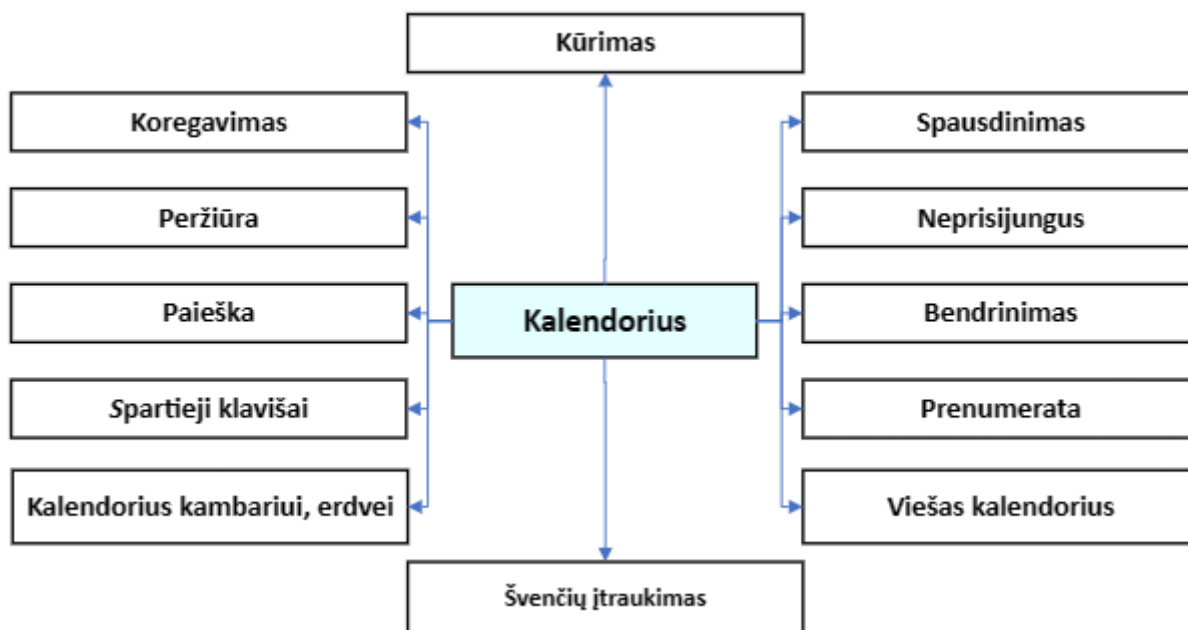 Kūrimas
Koregavimas
Spausdinimas
Peržiūra
Neprisijungus
Paieška
Kalendorius
Bendrinimas
Spartieji klavišai
Prenumerata
Kalendorius kambariui, erdvei
Viešas kalendorius
Švenčių įtraukimas